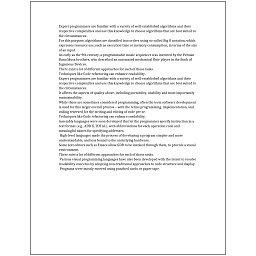 Expert programmers are familiar with a variety of well-established algorithms and their
respective complexities and use this knowledge to choose algorithms that are best suited to
the circumstances.
For this purpose, algorithms are classified into orders using so-called Big O notation, which
expresses resource use, such as execution time or memory consumption, in terms of the size
of an input.
As early as the 9th century, a programmable music sequencer was invented by the Persian
Banu Musa brothers, who described an automated mechanical flute player in the Book of
Ingenious Devices.
There exist a lot of different approaches for each of those tasks.
Techniques like Code refactoring can enhance readability.
Expert programmers are familiar with a variety of well-established algorithms and their
respective complexities and use this knowledge to choose algorithms that are best suited to
the circumstances.
It affects the aspects of quality above, including portability, usability and most importantly
maintainability.
While these are sometimes considered programming, often the term software development
is used for this larger overall process – with the terms programming, implementation, and
coding reserved for the writing and editing of code per se.
Techniques like Code refactoring can enhance readability.
Assembly languages were soon developed that let the programmer specify instruction in a
text format (e.g., ADD X, TOTAL), with abbreviations for each operation code and
meaningful names for specifying addresses.
High-level languages made the process of developing a program simpler and more
understandable, and less bound to the underlying hardware.
Some text editors such as Emacs allow GDB to be invoked through them, to provide a visual
environment.
There exist a lot of different approaches for each of those tasks.
Various visual programming languages have also been developed with the intent to resolve
readability concerns by adopting non-traditional approaches to code structure and display.
Programs were mostly entered using punched cards or paper tape.